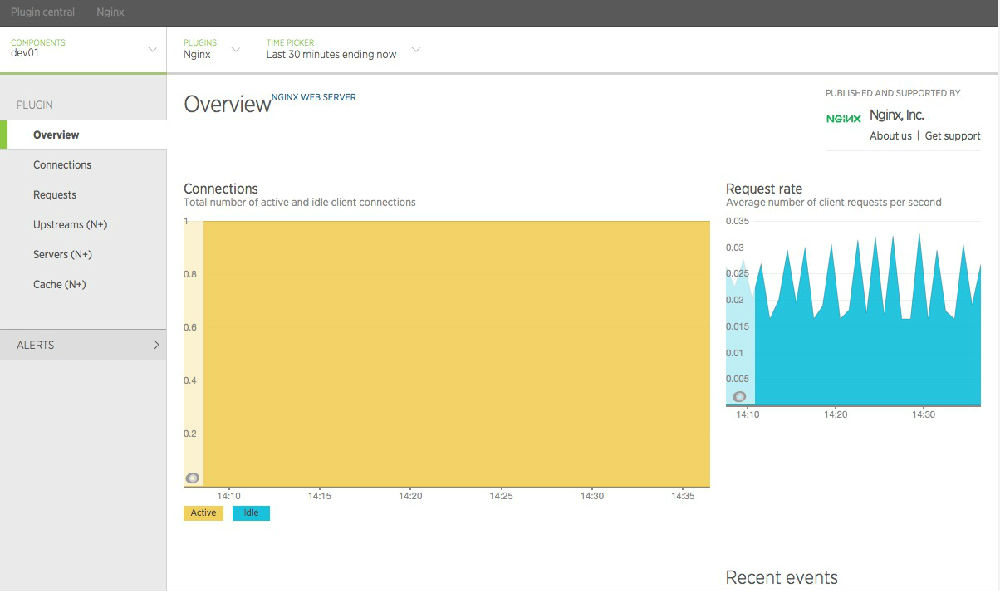 Plugin central Nginx
COMPONENTS
dev01
PLUGINS
Nginx
TIME PICKER
Last 30 minutes ending now
PLUGIN
Overview
Connections
Requests
Upstreams (N+)
Servers (N+)
Cache (N+)
ALERTS
Overview NGINX WEB SERVER
PUBLISHED AND SUPPORTED BY
NGINX
Nginx, Inc.
About us | Get support
Connections
Total number of active and idle client connections
1
0.8
0.6
0.4
0.2
14:10 14:15 14:20 14:25 14:30 14:35
Active Idle
Request rate
Average number of client requests per second
0.035
0.03
0.025
0.02
0.015
0.01
0.005
14:10 14:20 14:30
Recent events